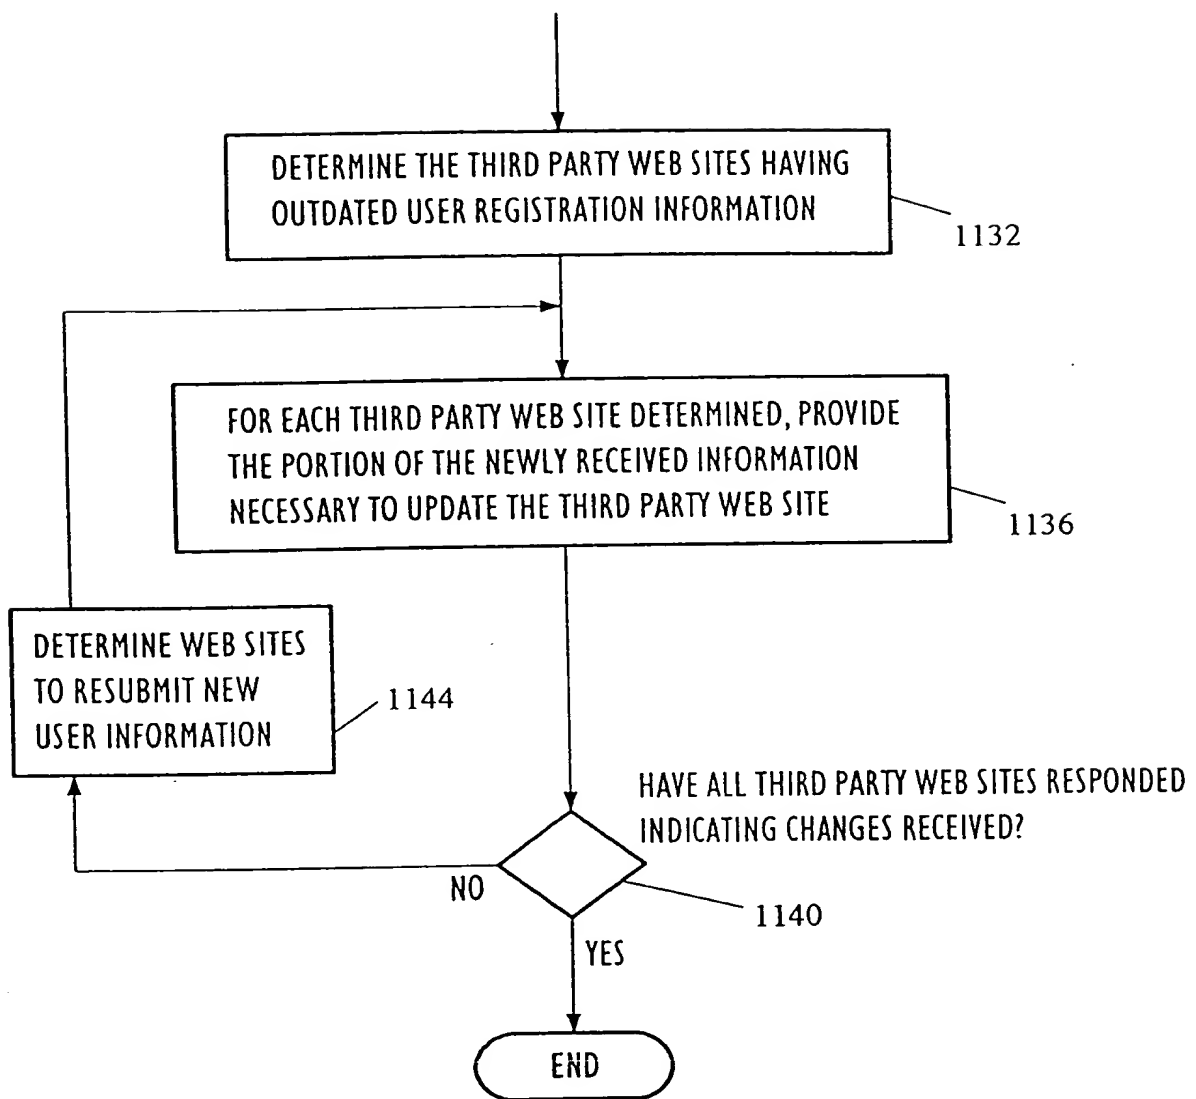 DETERMINE THE THIRD PARTY WEB SITES HAVING
OUTDATED USER REGISTRATION INFORMATION
1132
FOR EACH THIRD PARTY WEB SITE DETERMINED, PROVIDE
THE PORTION OF THE NEWLY RECEIVED INFORMATION
NECESSARY TO UPDATE THE THIRD PARTY WEB SITE
1136
DETERMINE WEB SITES
TO RESUBMIT NEW
USER INFORMATION
1144
HAVE ALL THIRD PARTY WEB SITES RESPONDED
INDICATING CHANGES RECEIVED?
NO
1140
YES
END